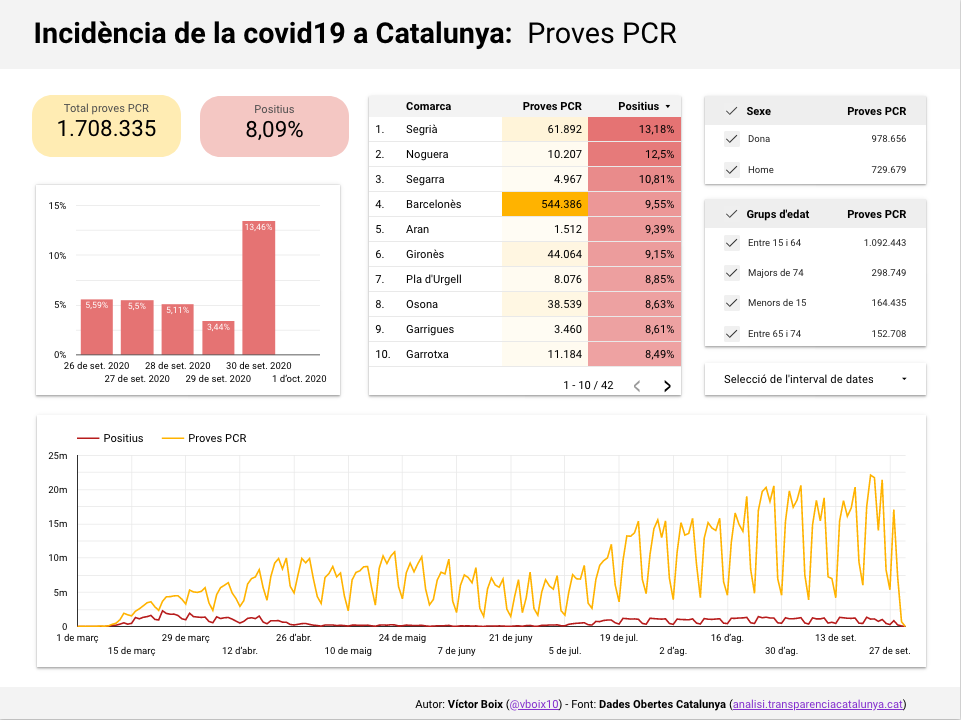 Incidència de la covid19 a Catalunya: Proves PCR
Total proves PCR
1.708.335
Positius
8,09%
15%
10%
5%
0%
5,59%
5,5%
5,11%
3,44%
13,46%
26 de set. 2020
28 de set. 2020
30 de set. 2020
27 de set. 2020
29 de set. 2020
1 d'oct. 2020
Comarca Proves PCR Positius
1. Segrià 61.892 13,18%
2. Noguera 10.207 12,5%
3. Segarra 4.967 10,81%
4. Barcelonès 544.386 9,55%
5. Aran 1.512 9,39%
6. Gironès 44.064 9,15%
7. Pla d'Urgell 8.076 8,85%
8. Osona 38.539 8,63%
9. Garrigues 3.460 8,61%
10. Garrotxa 11.184 8,49%
1 - 10 / 42
Sexe Proves PCR
Dona 978.656
Home 729.679
Grups d'edat Proves PCR
Entre 15 i 64 1.092.443
Majors de 74 298.749
Menors de 15 164.435
Entre 65 i 74 152.708
Selecció de l'interval de dates
Positius Proves PCR
25m
20m
15m
10m
5m
0
1 de març 29 de març 26 d'abr. 24 de maig 21 de juny 19 de jul. 16 d'ag. 13 de set.
15 de març 12 d'abr. 10 de maig 7 de juny 5 de jul. 2 d'ag. 30 d'ag. 27 de set.
Autor: Víctor Boix (@vboix10) - Font: Dades Obertes Catalunya (analisi.transparenciacatalunya.cat)